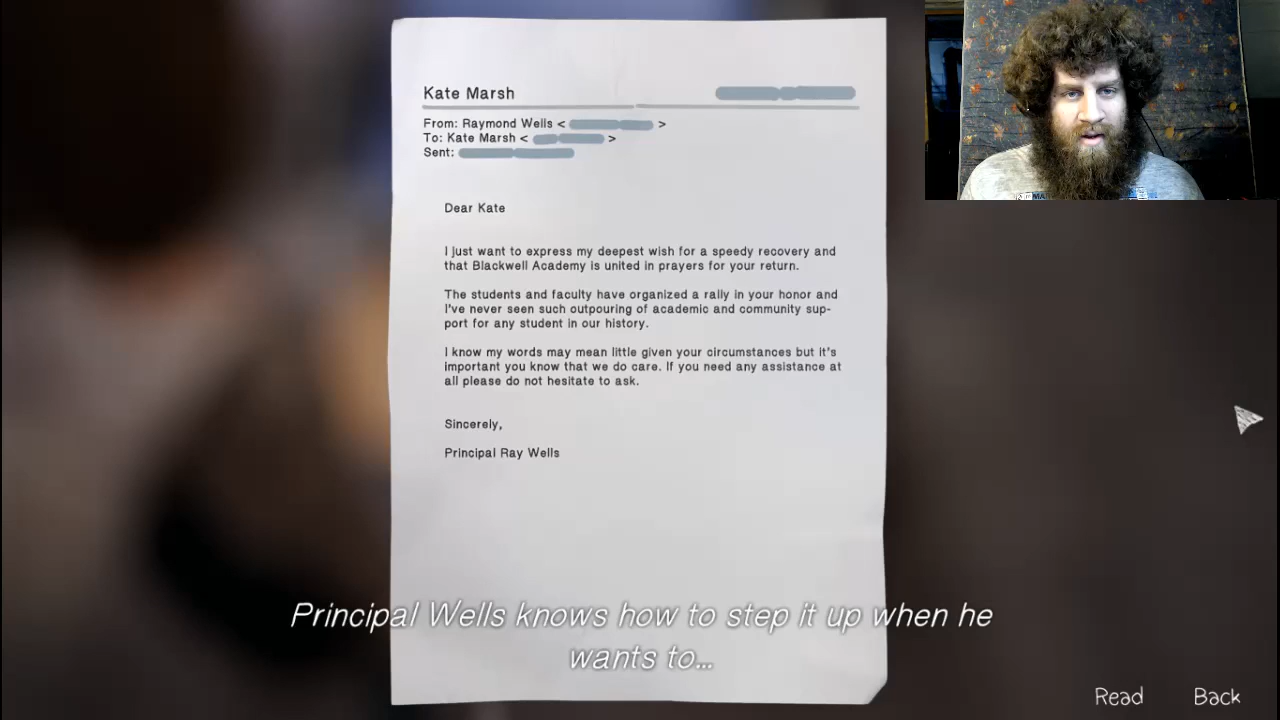 Kate Marsh
From: Raymond Wells < >
To: Kate Marsh < >
Sent:
Dear Kate
I just want to express my deepest wish for a speedy recovery and
that Blackwell Academy is united in prayers for your return.
The students and faculty have organized a rally in your honor and
I've never seen such outpouring of academic and community sup-
port for any student in our history.
I know my words may mean little given your circumstances but it's
important you know that we do care. If you need any assistance at
all please do not hesitate to ask.
Sincerely,
Principal Ray Wells
Principal Wells knows how to step it up when he
wants to...
Read Back